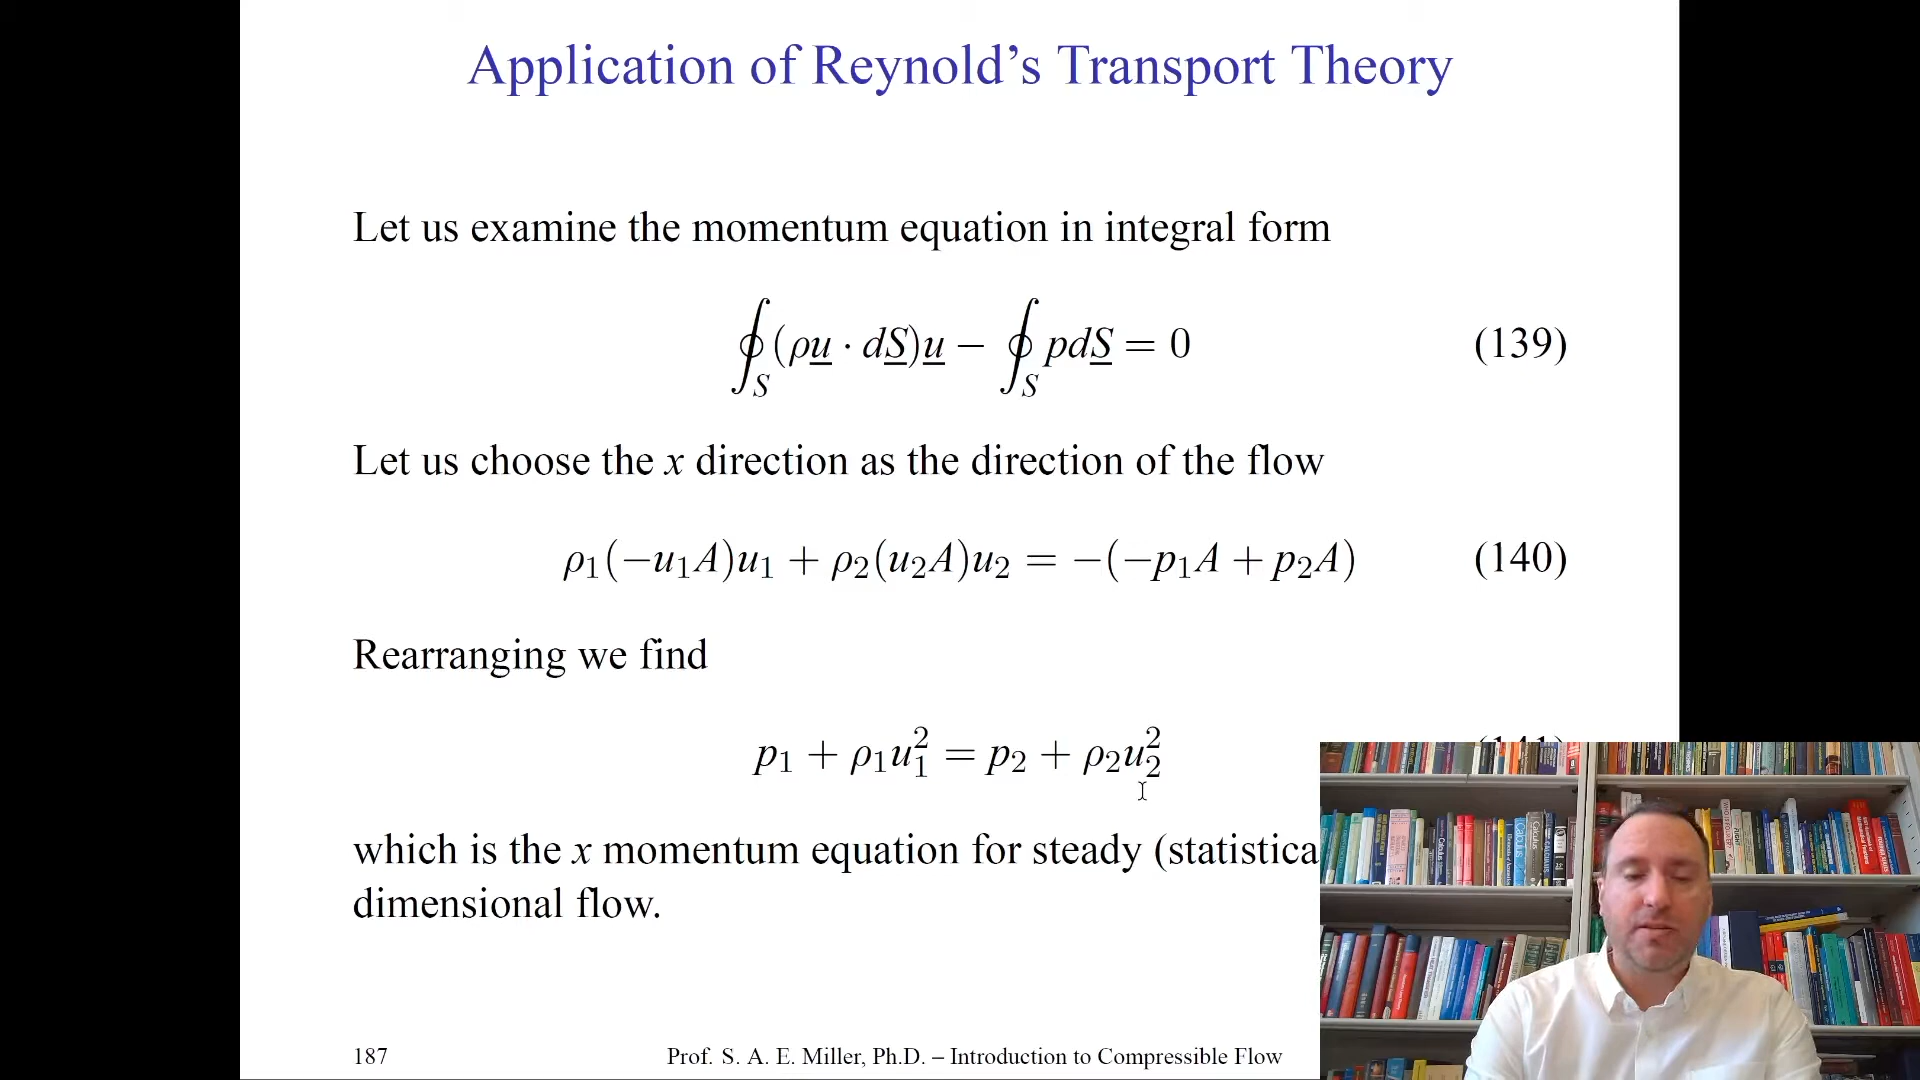 Application of Reynold’s Transport Theory
Let us examine the momentum equation in integral form
∮_S (ρu̲ · dS̲)u̲ − ∮_S pdS̲ = 0 (139)
Let us choose the x direction as the direction of the flow
ρ₁(−u₁A)u₁ + ρ₂(u₂A)u₂ = −(−p₁A + p₂A) (140)
Rearranging we find
p₁ + ρ₁u₁² = p₂ + ρ₂u₂²
which is the x momentum equation for steady (statistica
dimensional flow.
187 Prof. S. A. E. Miller, Ph.D. – Introduction to Compressible Flow